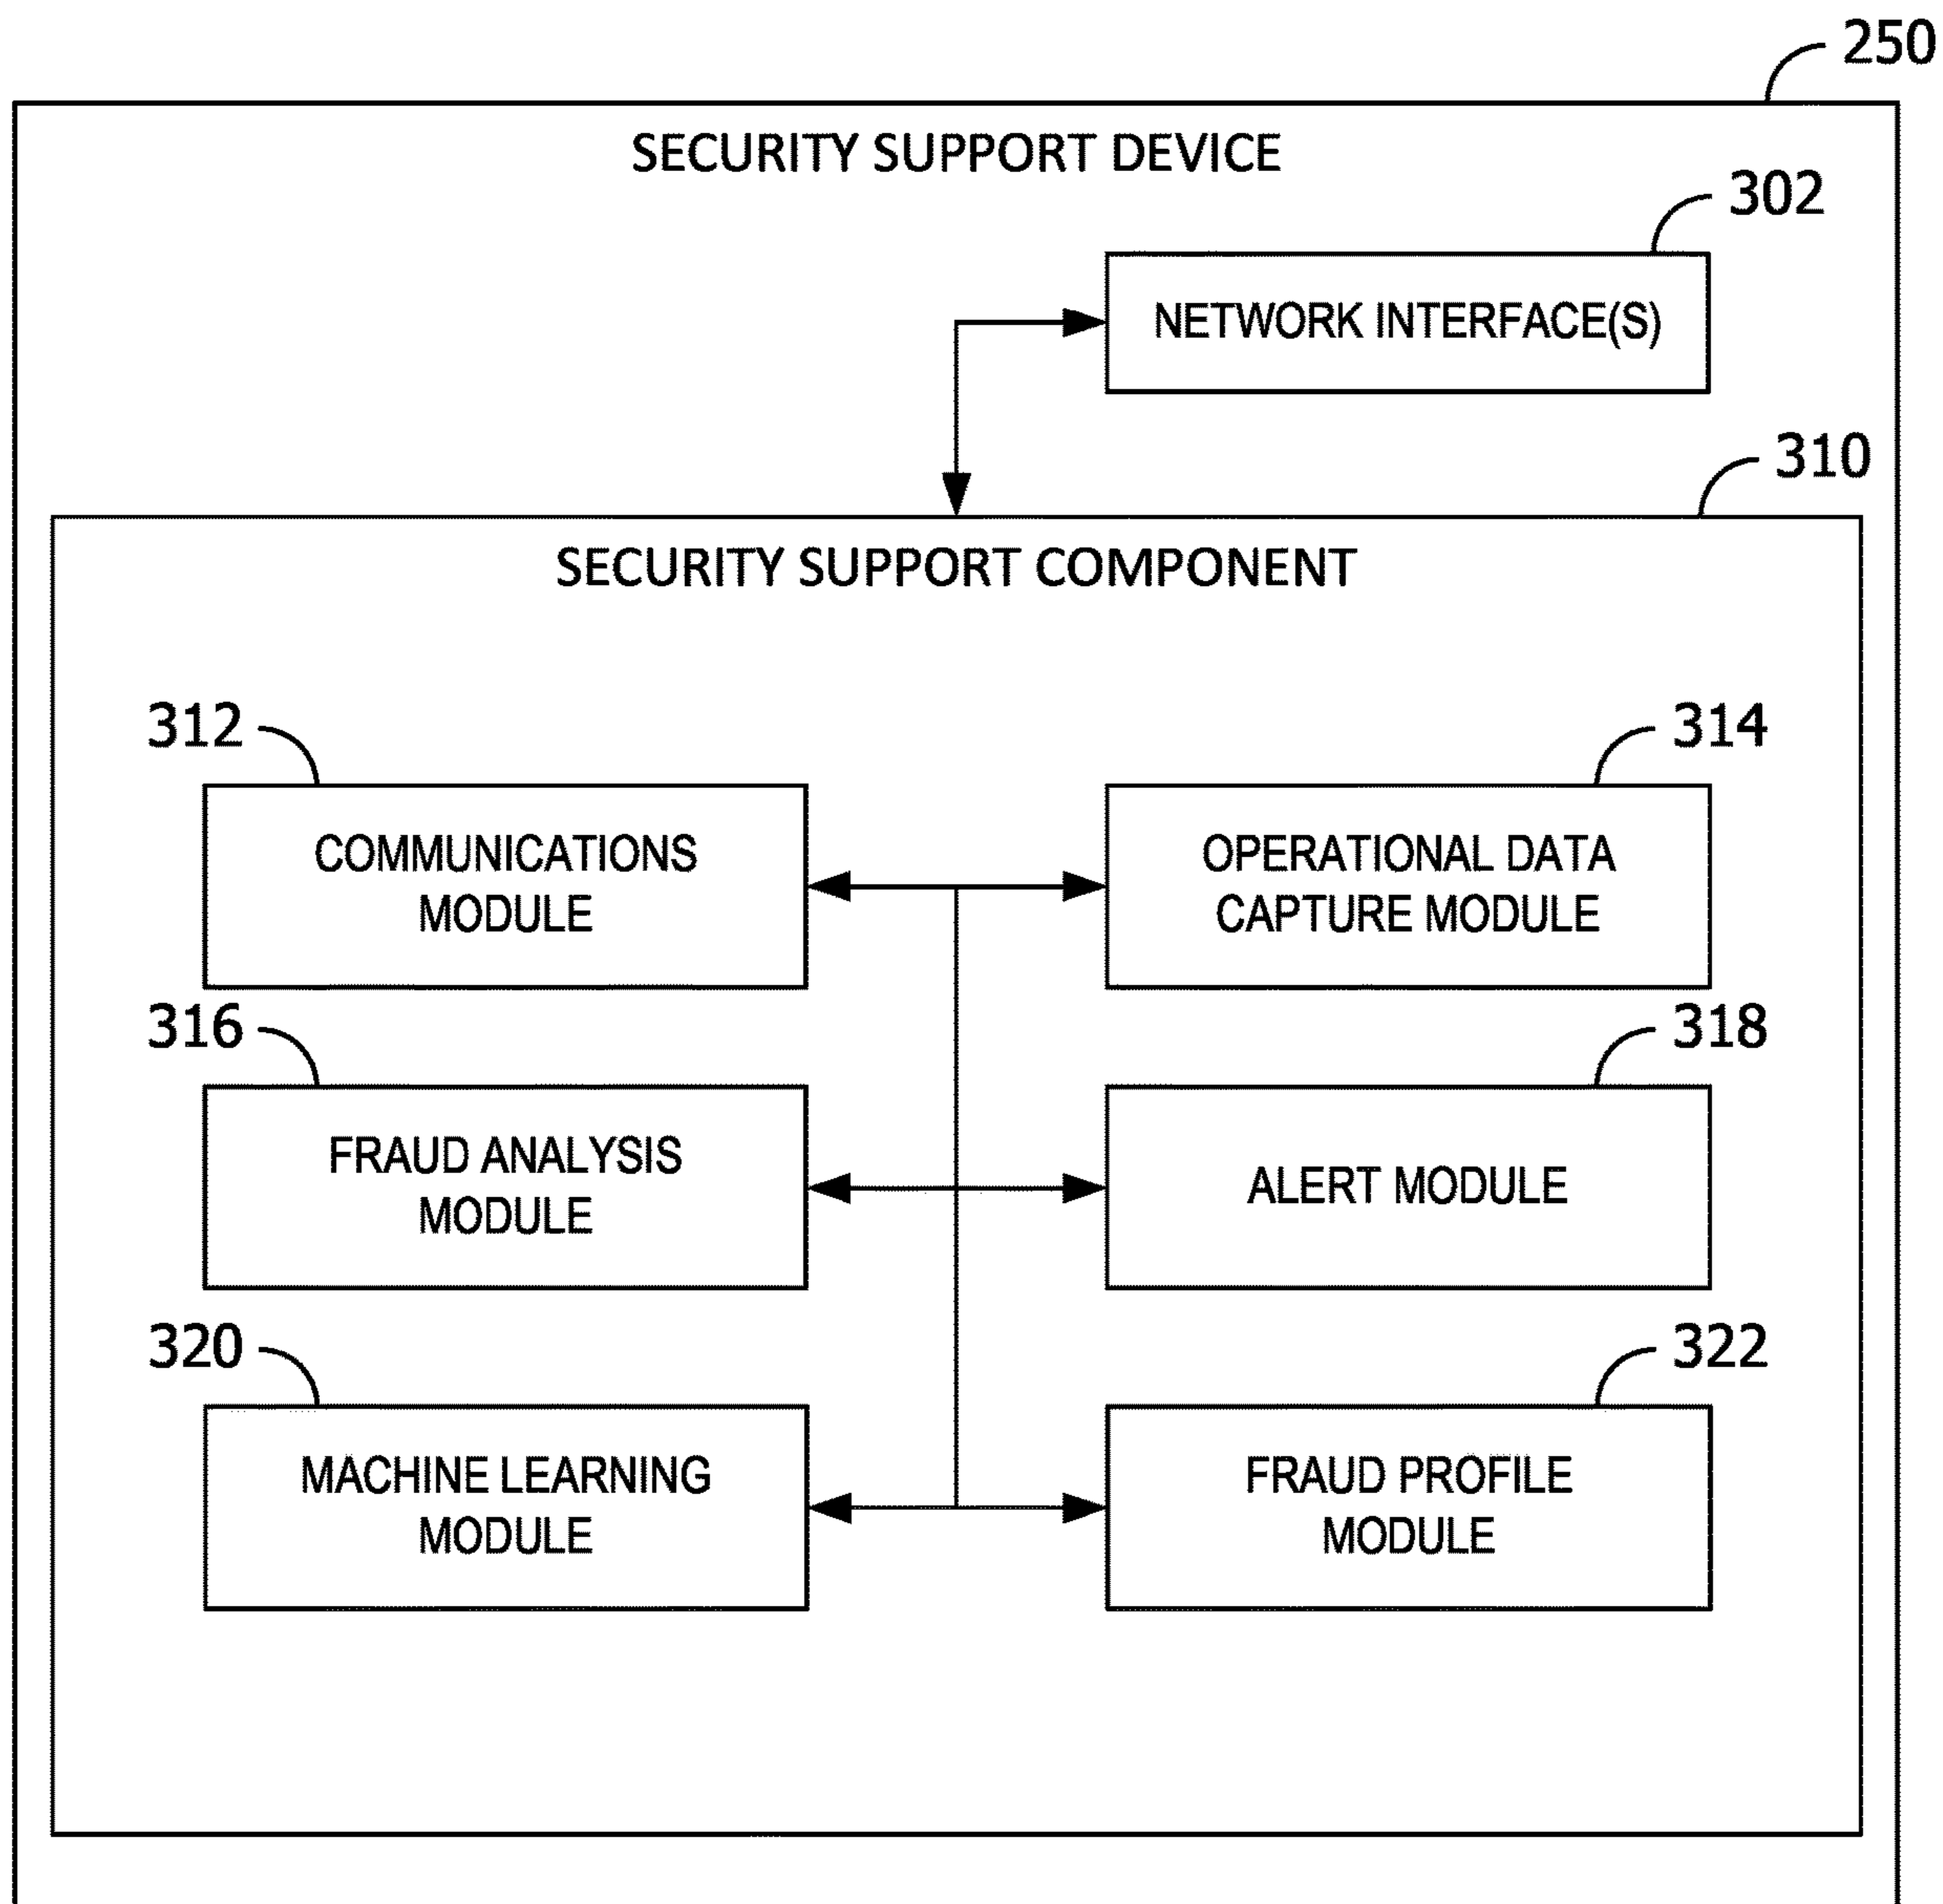 250
SECURITY SUPPORT DEVICE
302
NETWORK INTERFACE(S)
310
SECURITY SUPPORT COMPONENT
312
COMMUNICATIONS
MODULE
314
OPERATIONAL DATA
CAPTURE MODULE
316
FRAUD ANALYSIS
MODULE
318
ALERT MODULE
320
MACHINE LEARNING
MODULE
322
FRAUD PROFILE
MODULE